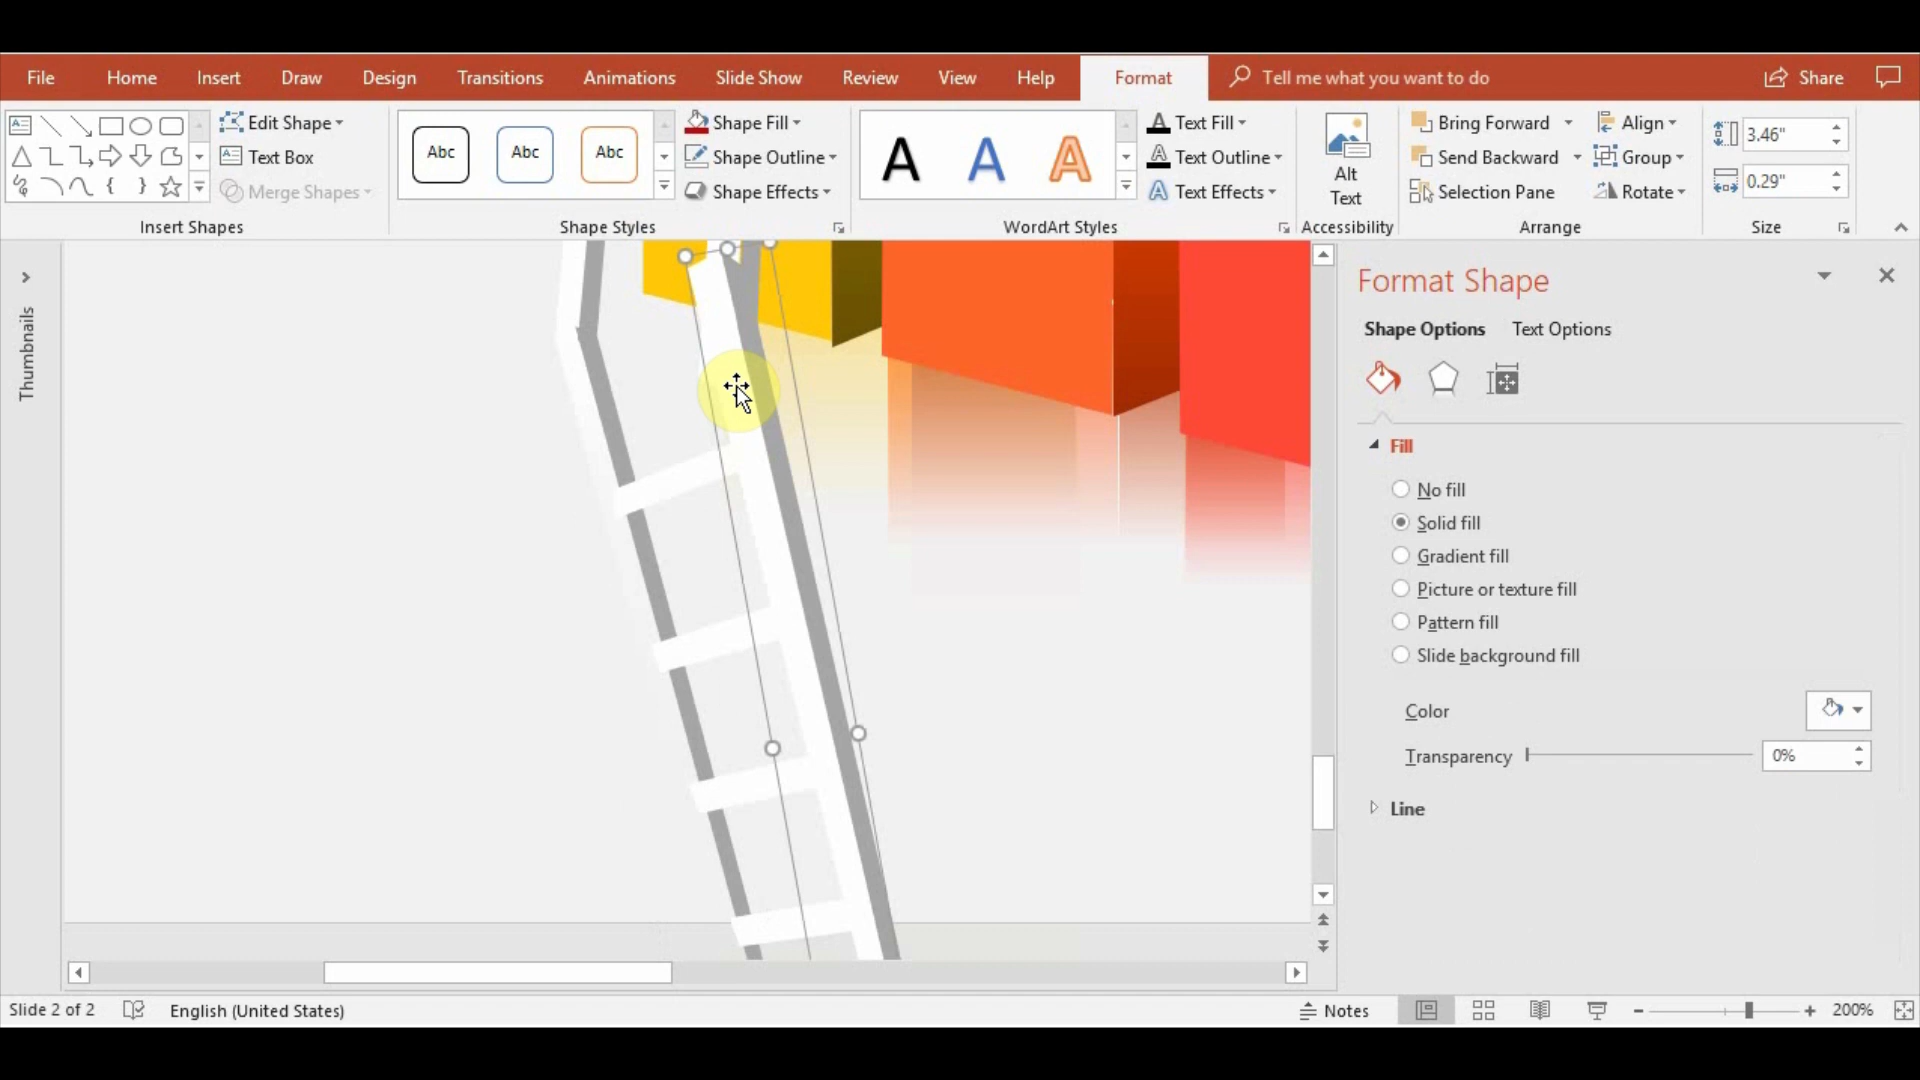 File Home Insert Draw Design Transitions Animations Slide Show Review View Help Format Tell me what you want to do Share
Edit Shape
Text Box
Merge Shapes
Insert Shapes
Abc Abc Abc
Shape Fill
Shape Outline
Shape Effects
Shape Styles
A A A
Text Fill
Text Outline
Text Effects
WordArt Styles
Alt
Text
Accessibility
Bring Forward
Send Backward
Selection Pane
Align
Group
Rotate
Arrange
3.46"
0.29"
Size
Thumbnails
Format Shape
Shape Options Text Options
Fill
No fill
Solid fill
Gradient fill
Picture or texture fill
Pattern fill
Slide background fill
Color
Transparency 0%
Line
Slide 2 of 2 English (United States) Notes 200%